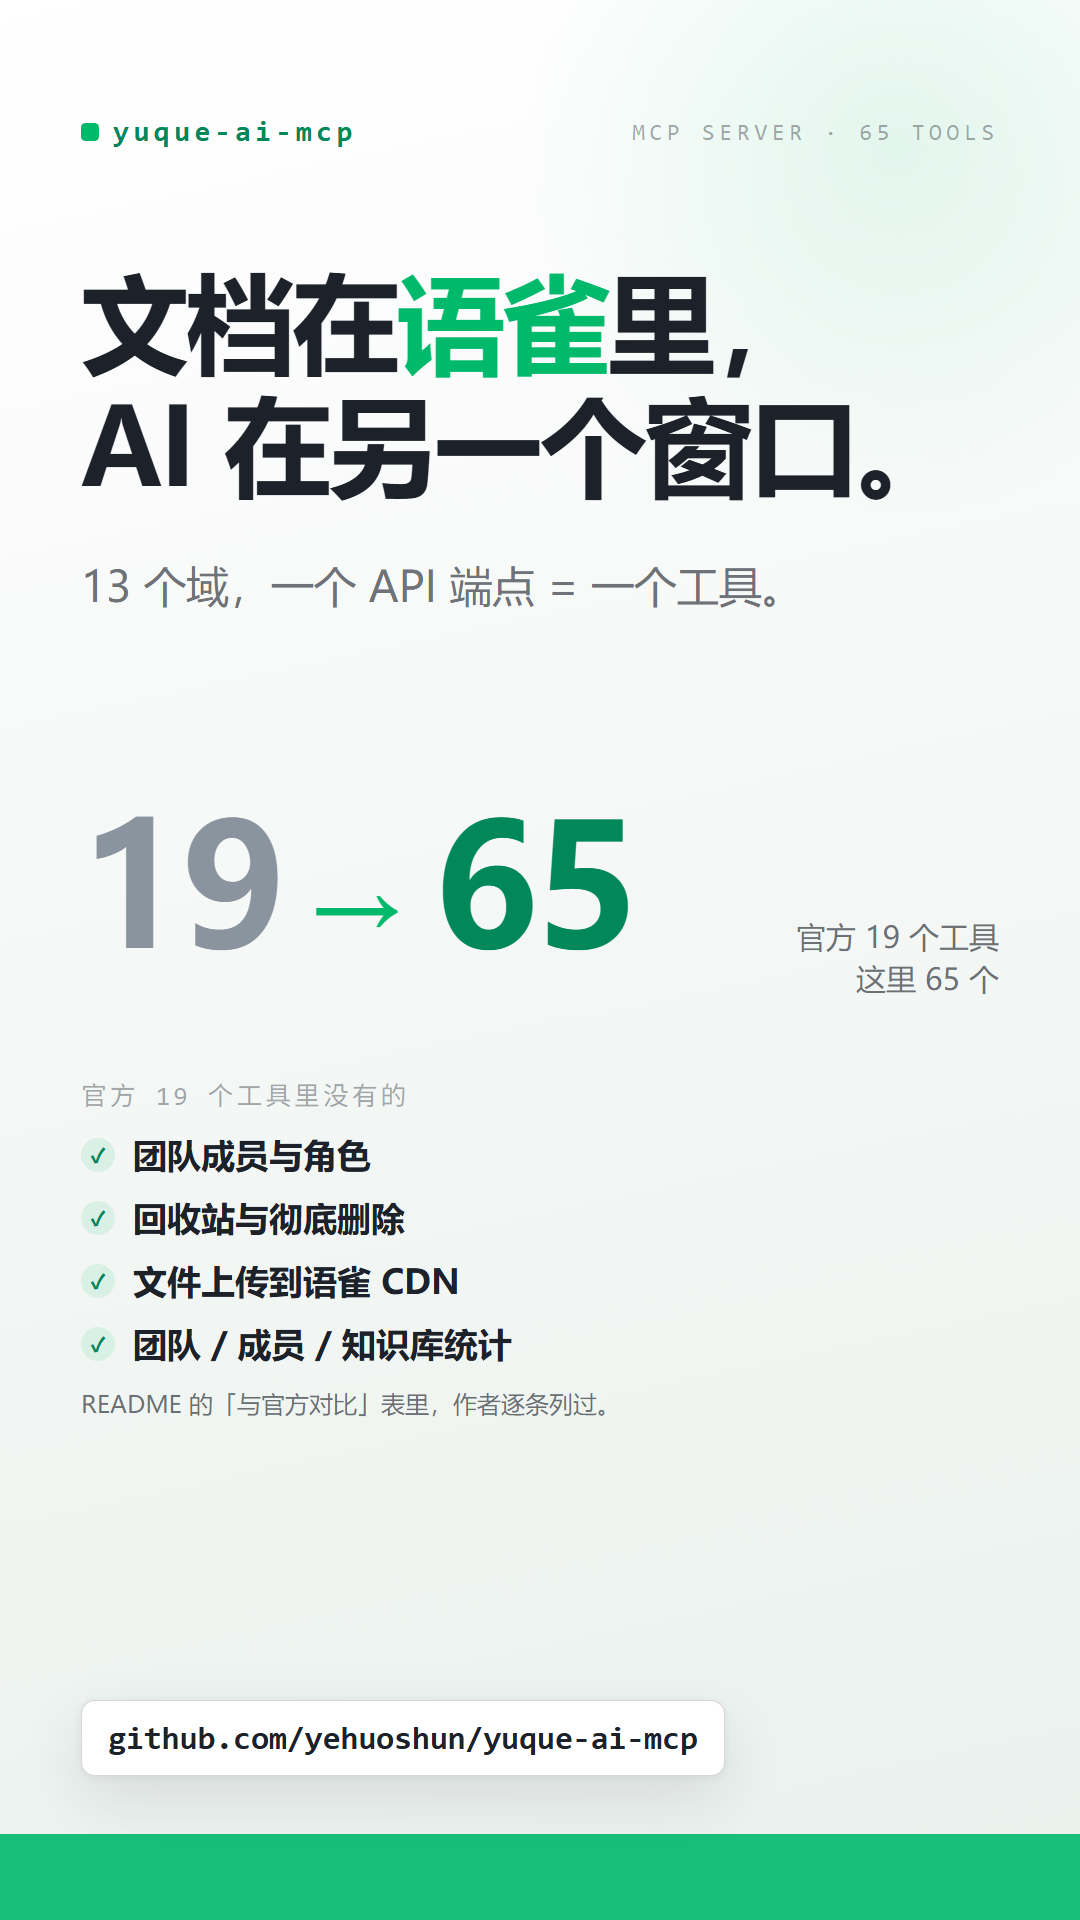 yuque-ai-mcp
MCP SERVER · 65 TOOLS
文档在语雀里，
AI 在另一个窗口。
13 个域，一个 API 端点 = 一个工具。
19→65
官方 19 个工具
这里 65 个
官方 19 个工具里没有的
✓ 团队成员与角色
✓ 回收站与彻底删除
✓ 文件上传到语雀 CDN
✓ 团队 / 成员 / 知识库统计
README 的「与官方对比」表里，作者逐条列过。
github.com/yehuoshun/yuque-ai-mcp